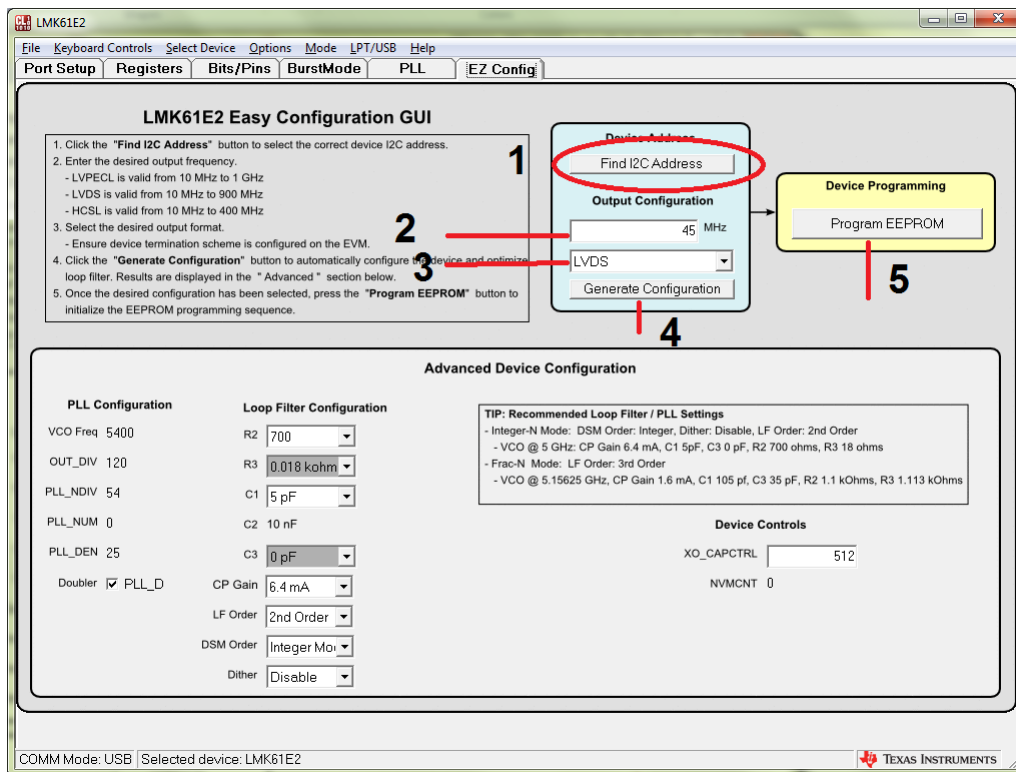 LMK61E2
File Keyboard Controls Select Device Options Mode LPT/USB Help
Port Setup Registers Bits/Pins BurstMode PLL EZ Config
LMK61E2 Easy Configuration GUI
1. Click the "Find I2C Address" button to select the correct device I2C address.
2. Enter the desired output frequency.
- LVPECL is valid from 10 MHz to 1 GHz
- LVDS is valid from 10 MHz to 900 MHz
- HCSL is valid from 10 MHz to 400 MHz
3. Select the desired output format.
- Ensure device termination scheme is configured on the EVM.
4. Click the "Generate Configuration" button to automatically configure the device and optimize
loop filter. Results are displayed in the " Advanced " section below.
5. Once the desired configuration has been selected, press the "Program EEPROM" button to
initialize the EEPROM programming sequence.
1
Device Address
Find I2C Address
Output Configuration
2
45 MHz
3
LVDS
Generate Configuration
4
Device Programming
Program EEPROM
5
Advanced Device Configuration
PLL Configuration
VCO Freq 5400
OUT_DIV 120
PLL_NDIV 54
PLL_NUM 0
PLL_DEN 25
Doubler PLL_D
Loop Filter Configuration
R2 700
R3 0.018 kohm
C1 5 pF
C2 10 nF
C3 0 pF
CP Gain 6.4 mA
LF Order 2nd Order
DSM Order Integer Mo
Dither Disable
TIP: Recommended Loop Filter / PLL Settings
- Integer-N Mode: DSM Order: Integer, Dither: Disable, LF Order: 2nd Order
- VCO @ 5 GHz: CP Gain 6.4 mA, C1 5pF, C3 0 pF, R2 700 ohms, R3 18 ohms
- Frac-N Mode: LF Order: 3rd Order
- VCO @ 5.15625 GHz, CP Gain 1.6 mA, C1 105 pf, C3 35 pF, R2 1.1 kOhms, R3 1.113 kOhms
Device Controls
XO_CAPCTRL 512
NVMCNT 0
COMM Mode: USB Selected device: LMK61E2
TEXAS INSTRUMENTS